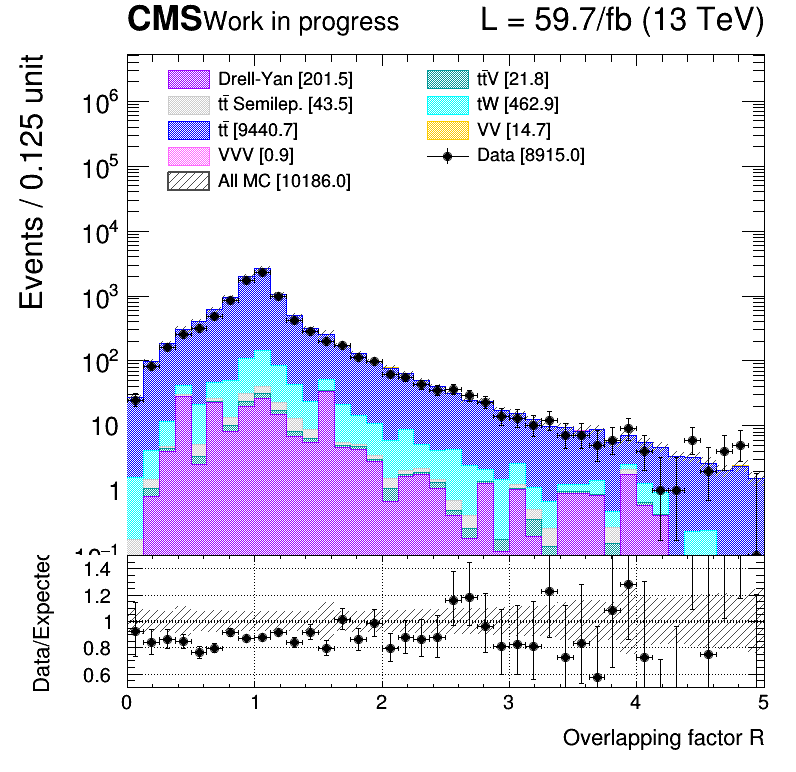 CMS Work in progress L = 59.7/fb (13 TeV)
Events / 0.125 unit
Drell-Yan [201.5]
tt̄V [21.8]
tt̄ Semilep. [43.5]
tW [462.9]
tt̄ [9440.7]
VV [14.7]
VVV [0.9]
Data [8915.0]
All MC [10186.0]
10⁶
10⁵
10⁴
10³
10²
10
1
10⁻¹
Data/Expected
1.4
1.2
1
0.8
0.6
0 1 2 3 4 5
Overlapping factor R